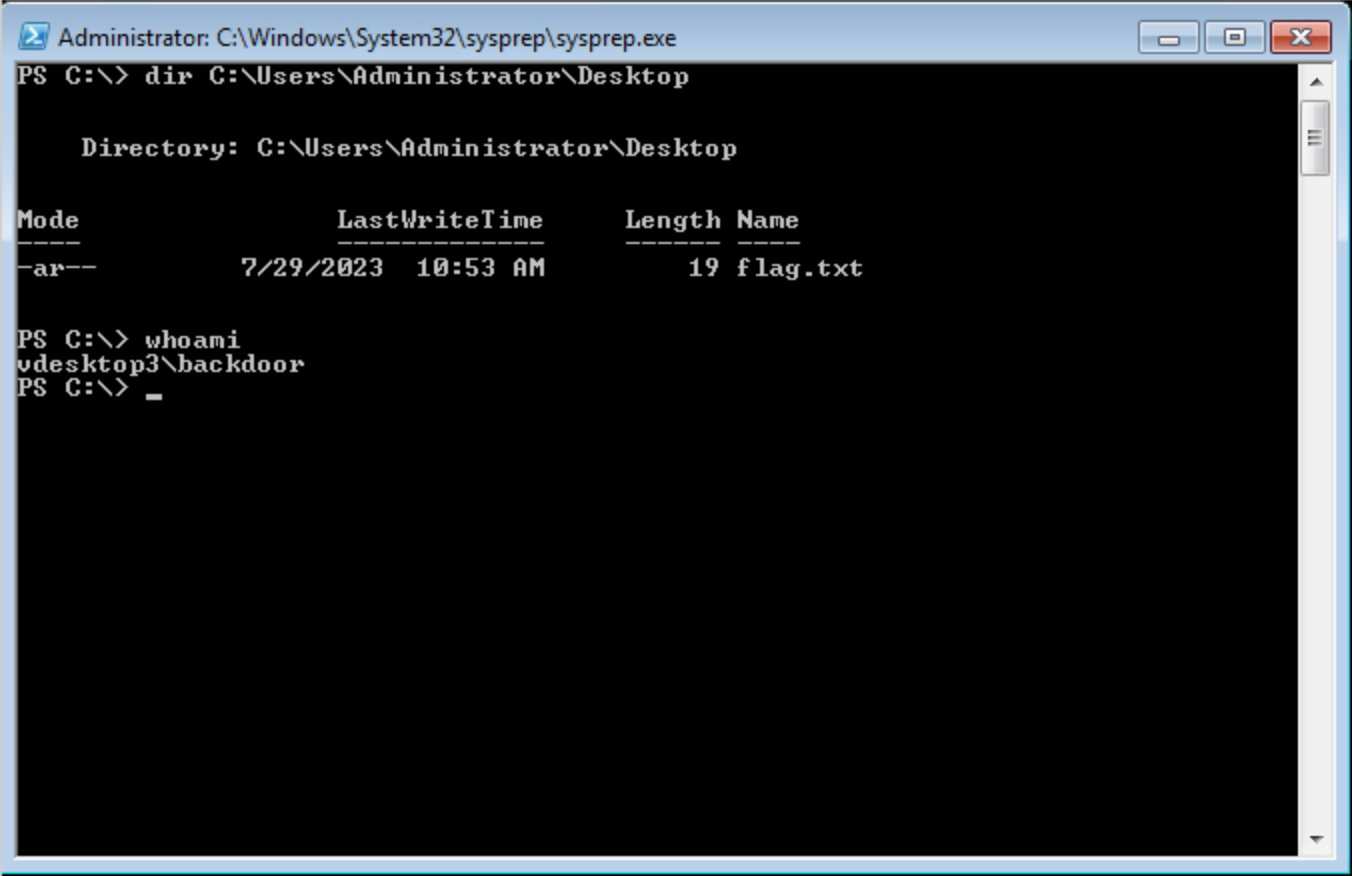 Administrator: C:\Windows\System32\sysprep\sysprep.exe
PS C:\> dir C:\Users\Administrator\Desktop
Directory: C:\Users\Administrator\Desktop
Mode LastWriteTime Length Name
---- ------------- ------ ----
-ar-- 7/29/2023 10:53 AM 19 flag.txt
PS C:\> whoami
vdesktop3\backdoor
PS C:\> _